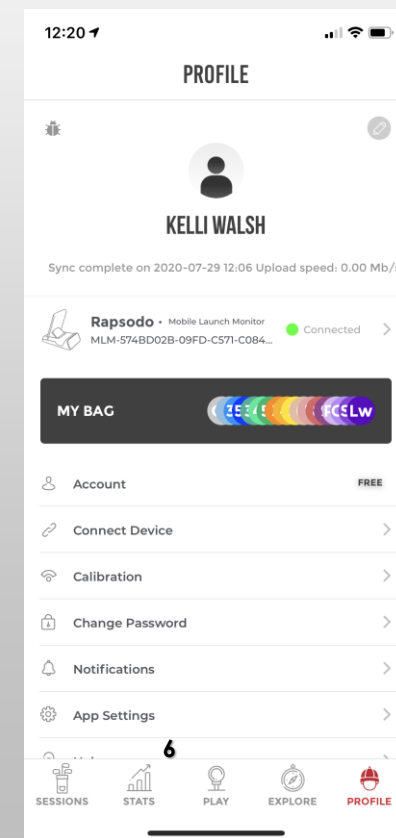 12:20
PROFILE
KELLI WALSH
Sync complete on 2020-07-29 12:06 Upload speed: 0.00 Mb/
Rapsodo • Mobile Launch Monitor
MLM-574BD02B-09FD-C571-C084...
Connected
MY BAG
Lw
Account
FREE
Connect Device
Calibration
Change Password
Notifications
App Settings
6
SESSIONS
STATS
PLAY
EXPLORE
PROFILE